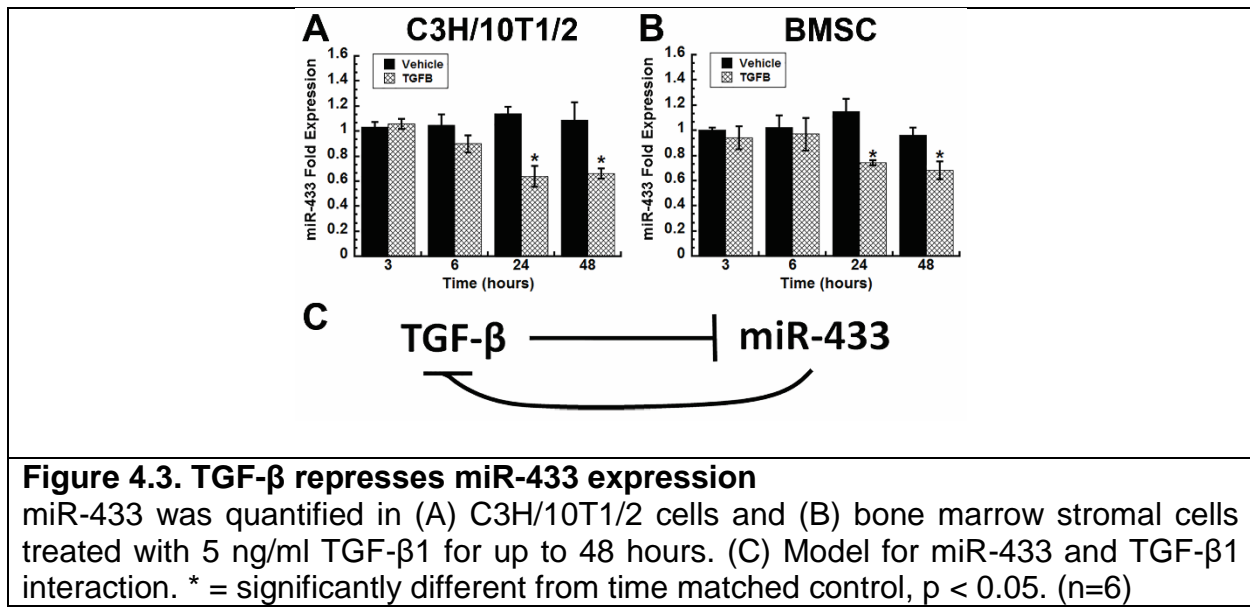 A C3H/10T1/2
B BMSC
1.6
1.4
1.2
1
0.8
0.6
0.4
0.2
0
miR-433 Fold Expression
Vehicle
TGFB
* *
3 6 24 48
Time (hours)
1.6
1.4
1.2
1
0.8
0.6
0.4
0.2
0
miR-433 Fold Expression
Vehicle
TGFB
* *
3 6 24 48
Time (hours)
C
TGF-β miR-433
Figure 4.3. TGF-β represses miR-433 expression
miR-433 was quantified in (A) C3H/10T1/2 cells and (B) bone marrow stromal cells
treated with 5 ng/ml TGF-β1 for up to 48 hours. (C) Model for miR-433 and TGF-β1
interaction. * = significantly different from time matched control, p < 0.05. (n=6)